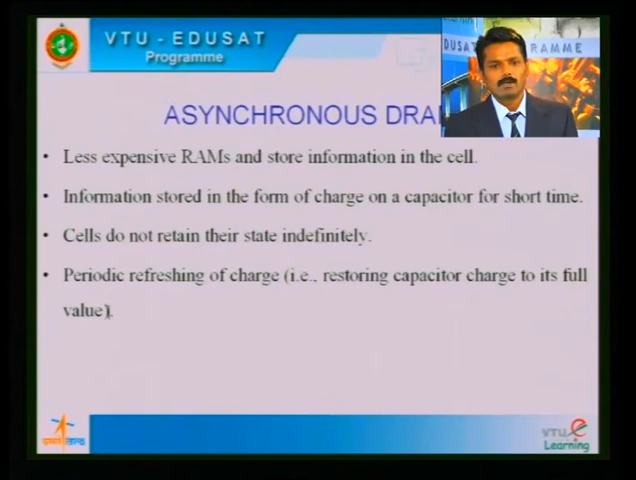 VTU - EDUSAT
Programme
DUSAT
RAMME
ASYNCHRONOUS DRA
• Less expensive RAMs and store information in the cell.
• Information stored in the form of charge on a capacitor for short time.
• Cells do not retain their state indefinitely.
• Periodic refreshing of charge (i.e., restoring capacitor charge to its full
value).
VTU e
Learning